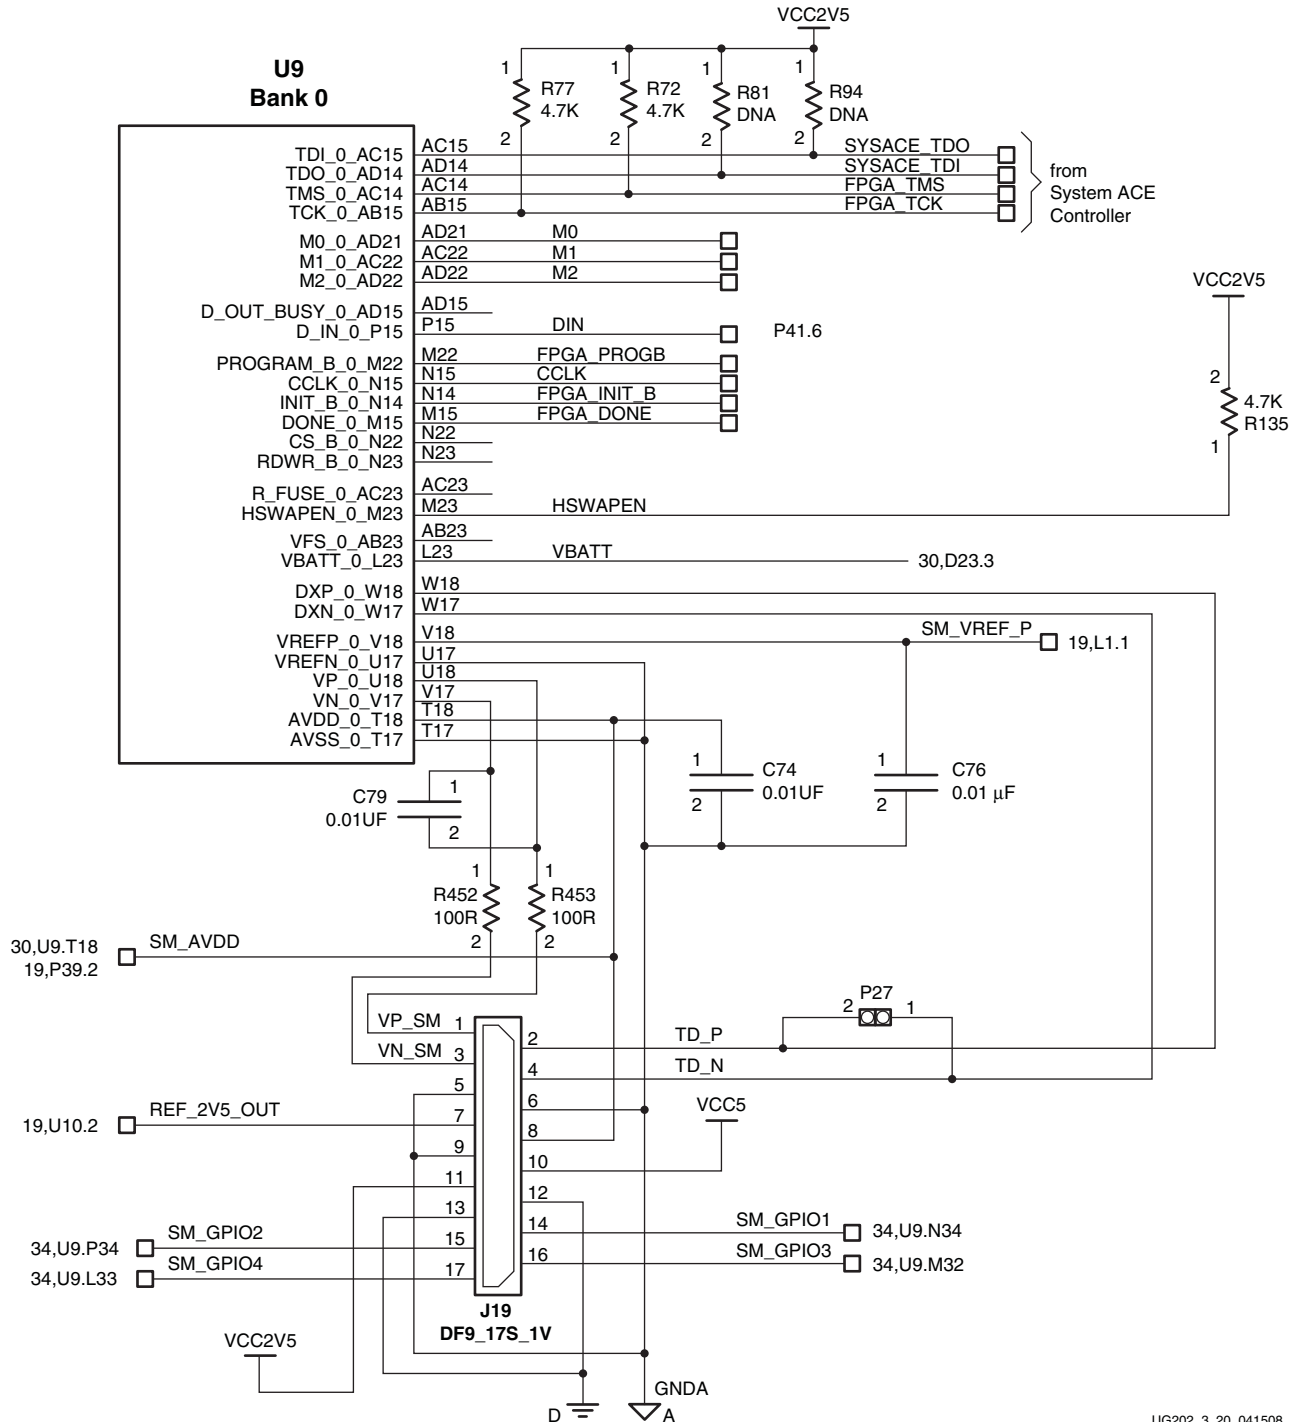 VCC2V5
U9
Bank 0
1 R77 4.7K 2
1 R72 4.7K 2
1 R81 DNA 2
1 R94 DNA 2
TDI_0_AC15 AC15 SYSACE_TDO
TDO_0_AD14 AD14 SYSACE_TDI
TMS_0_AC14 AC14 FPGA_TMS
TCK_0_AB15 AB15 FPGA_TCK
from
System ACE
Controller
M0_0_AD21 AD21 M0
M1_0_AC22 AC22 M1
M2_0_AD22 AD22 M2
D_OUT_BUSY_0_AD15 AD15
D_IN_0_P15 P15 DIN P41.6
PROGRAM_B_0_M22 M22 FPGA_PROGB
CCLK_0_N15 N15 CCLK
INIT_B_0_N14 N14 FPGA_INIT_B
DONE_0_M15 M15 FPGA_DONE
CS_B_0_N22 N22
RDWR_B_0_N23 N23
VCC2V5
2
4.7K
R135
1
R_FUSE_0_AC23 AC23
HSWAPEN_0_M23 M23 HSWAPEN
VFS_0_AB23 AB23
VBATT_0_L23 L23 VBATT 30,D23.3
DXP_0_W18 W18
DXN_0_W17 W17
VREFP_0_V18 V18 SM_VREF_P 19,L1.1
VREFN_0_U17 U17
VP_0_U18 U18
VN_0_V17 V17
AVDD_0_T18 T18
AVSS_0_T17 T17
C79 0.01UF 1 2
1 2 C74 0.01UF
1 2 C76 0.01 µF
1 R452 100R 2
1 R453 100R 2
30,U9.T18
19,P39.2
SM_AVDD
P27
2 1
VP_SM 1
VN_SM 3
5
19,U10.2 REF_2V5_OUT 7
9
11
13
34,U9.P34 SM_GPIO2 15
34,U9.L33 SM_GPIO4 17
2 TD_P
4 TD_N
6 VCC5
8
10
12
14 SM_GPIO1 34,U9.N34
16 SM_GPIO3 34,U9.M32
J19
DF9_17S_1V
VCC2V5
GNDA
D A
UG202_3_20_041508